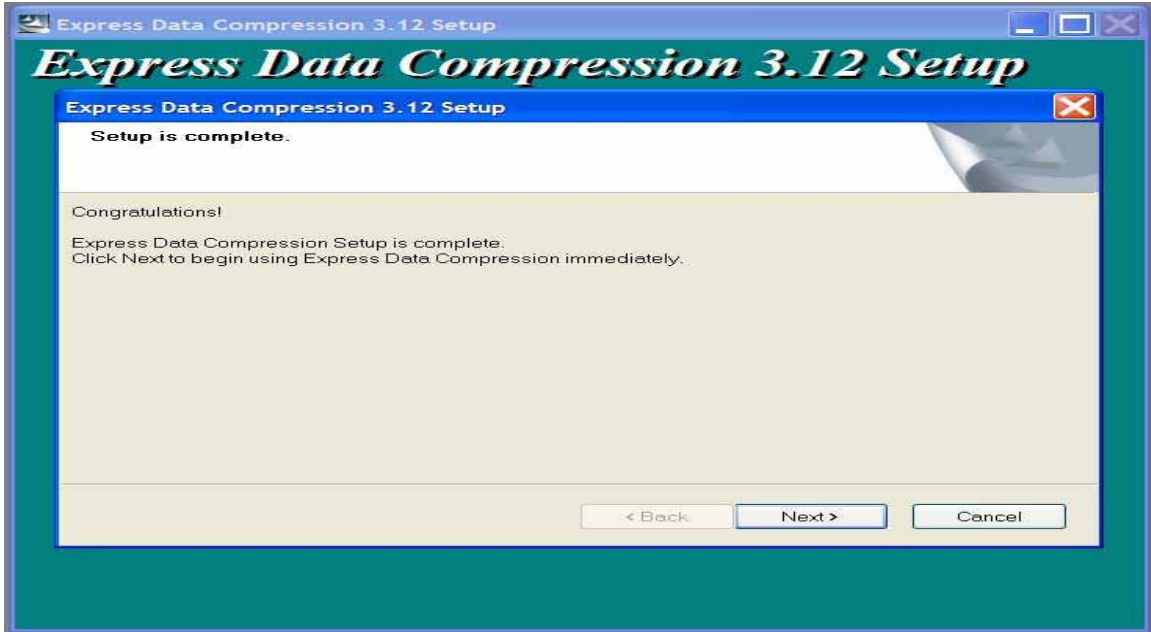 Express Data Compression 3.12 Setup
Express Data Compression 3.12 Setup
Express Data Compression 3.12 Setup
Setup is complete.
Congratulations!
Express Data Compression Setup is complete.
Click Next to begin using Express Data Compression immediately.
< Back Next > Cancel